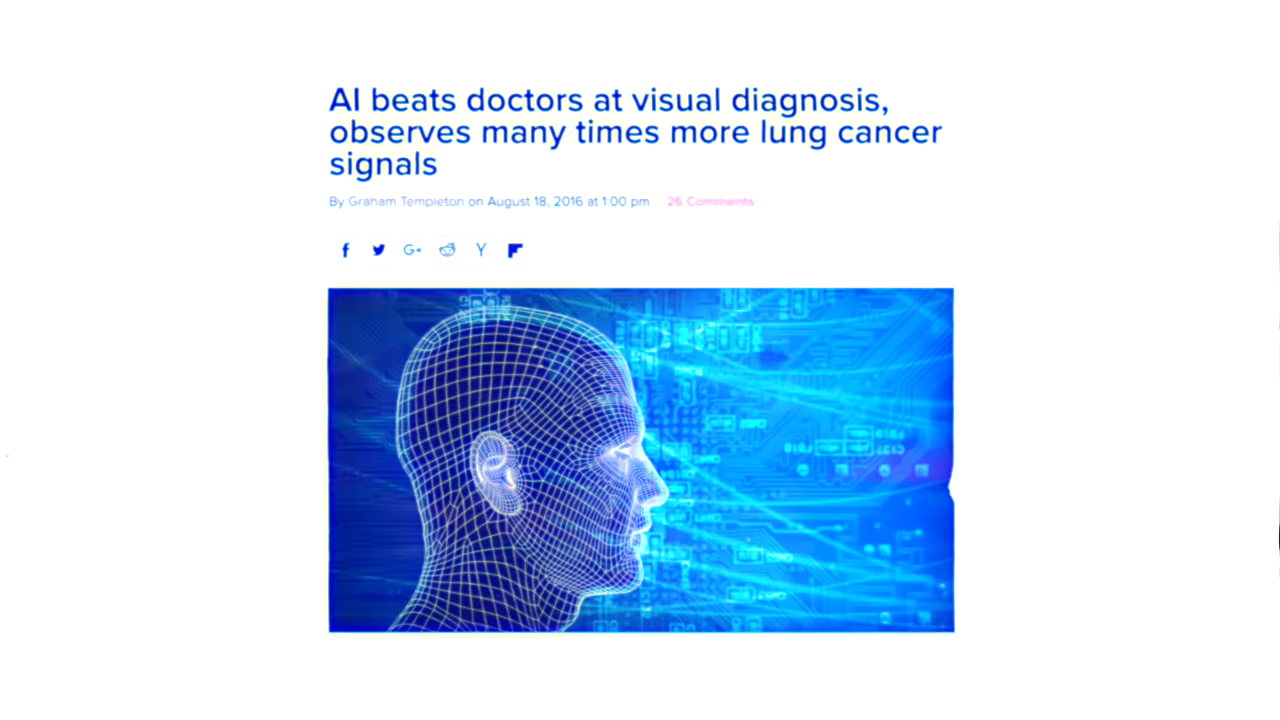 AI beats doctors at visual diagnosis,
observes many times more lung cancer
signals
By Graham Templeton on August 18, 2016 at 1:00 pm 26 Comments
f G+ Y